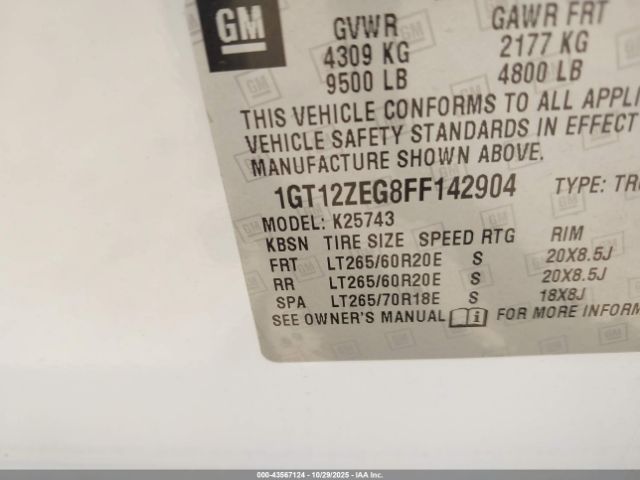 GM
GVWR GAWR FRT
4309 KG 2177 KG
9500 LB 4800 LB
THIS VEHICLE CONFORMS TO ALL APPLI
VEHICLE SAFETY STANDARDS IN EFFECT
MANUFACTURE SHOWN ABOVE.
1GT12ZEG8FF142904 TYPE: TR
MODEL: K25743
KBSN TIRE SIZE SPEED RTG RIM
FRT LT265/60R20E S 20X8.5J
RR LT265/60R20E S 20X8.5J
SPA LT265/70R18E S 18X8J
SEE OWNER'S MANUAL i FOR MORE INFORM
000-43567124 | 10/29/2025 | IAA Inc.